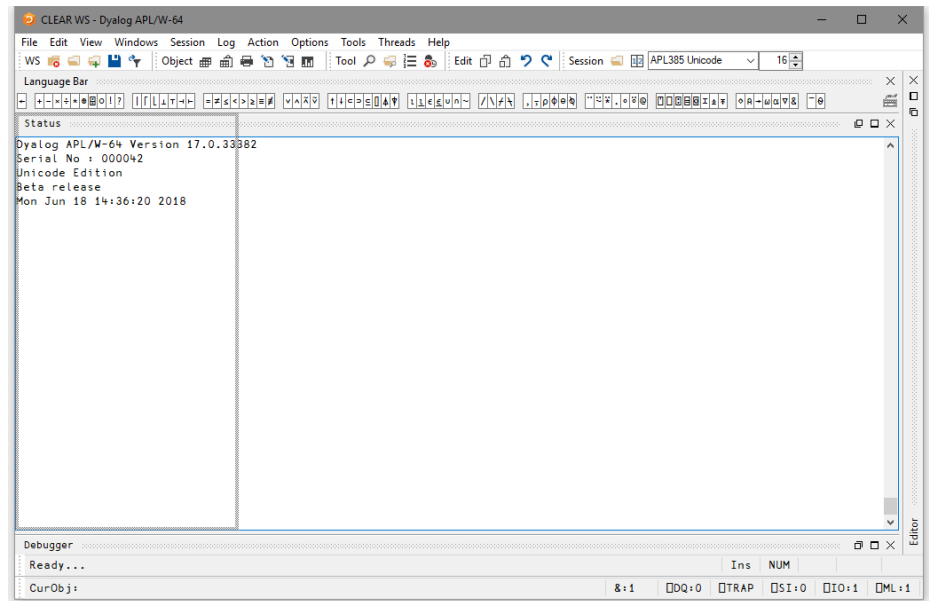 CLEAR WS - Dyalog APL/W-64
File Edit View Windows Session Log Action Options Tools Threads Help
WS Object Tool Edit Session APL385 Unicode 16
Language Bar
Status
Dyalog APL/W-64 Version 17.0.33382
Serial No : 000042
Unicode Edition
Beta release
Mon Jun 18 14:36:20 2018
Editor
Debugger
Ready... Ins NUM
CurObj: &:1 ⎕DQ:0 ⎕TRAP ⎕SI:0 ⎕IO:1 ⎕ML:1